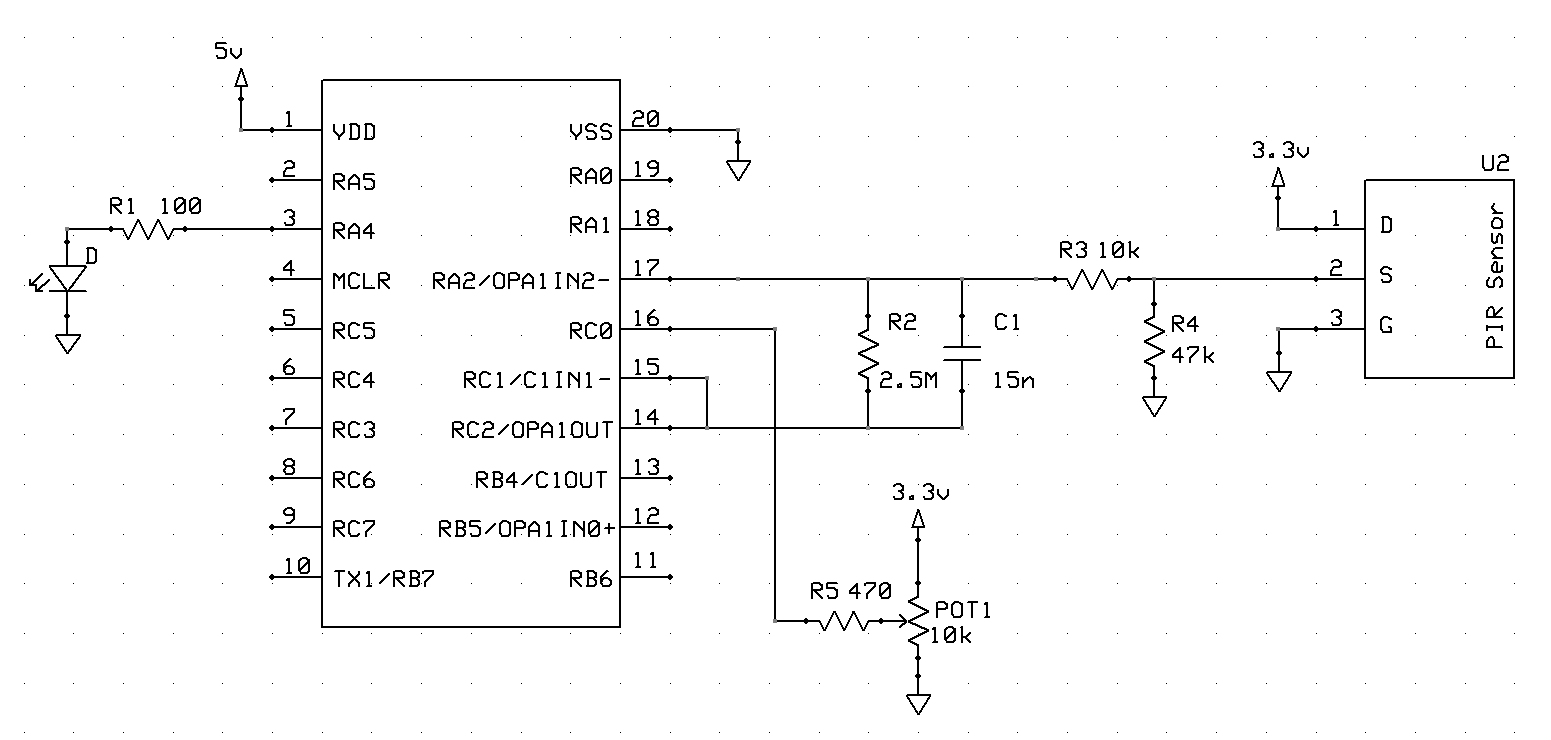 5v
1 VDD
2 RA5
3 RA4
4 MCLR
5 RC5
6 RC4
7 RC3
8 RC6
9 RC7
10 TX1/RB7
VSS 20
RA0 19
RA1 18
RA2/OPA1IN2- 17
RC0 16
RC1/C1IN1- 15
RC2/OPA1OUT 14
RB4/C1OUT 13
RB5/OPA1IN0+ 12
RB6 11
R1 100
D
R2
2.5M
C1
15n
R3 10k
R4
47k
3.3v
U2
1 D
2 S
3 G
PIR Sensor
3.3v
R5 470
POT1
10k